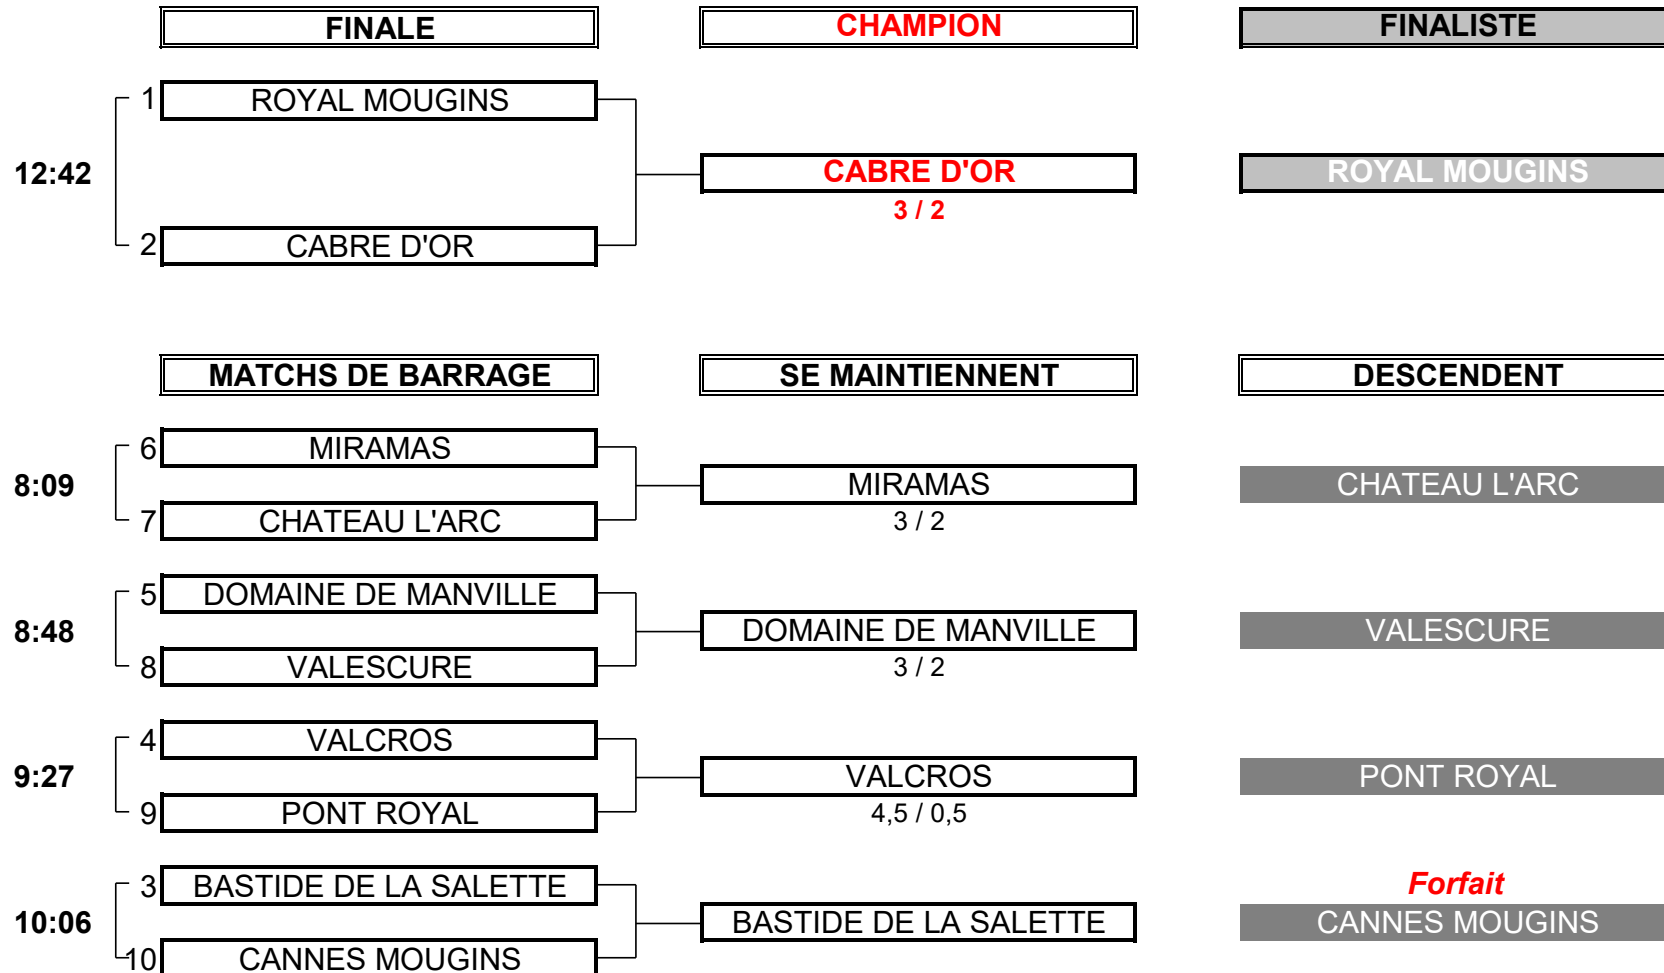 FINALE CHAMPION FINALISTE
1 ROYAL MOUGINS
12:42 CABRE D'OR ROYAL MOUGINS
3 / 2
2 CABRE D'OR
MATCHS DE BARRAGE SE MAINTIENNENT DESCENDENT
6 MIRAMAS
8:09 MIRAMAS CHATEAU L'ARC
7 CHATEAU L'ARC 3 / 2
5 DOMAINE DE MANVILLE
8:48 DOMAINE DE MANVILLE VALESCURE
8 VALESCURE 3 / 2
4 VALCROS
9:27 VALCROS PONT ROYAL
9 PONT ROYAL 4,5 / 0,5
3 BASTIDE DE LA SALETTE Forfait
10:06 BASTIDE DE LA SALETTE CANNES MOUGINS
10 CANNES MOUGINS